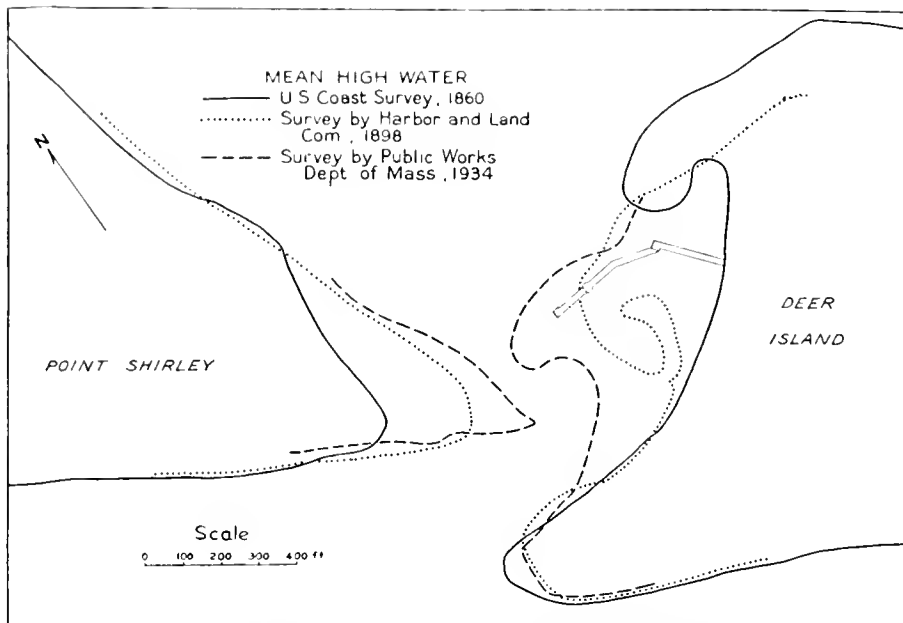 MEAN HIGH WATER
U S Coast Survey, 1860
Survey by Harbor and Land
Com , 1898
Survey by Public Works
Dept of Mass , 1934
N
POINT SHIRLEY
DEER
ISLAND
Scale
0 100 200 300 400 ft